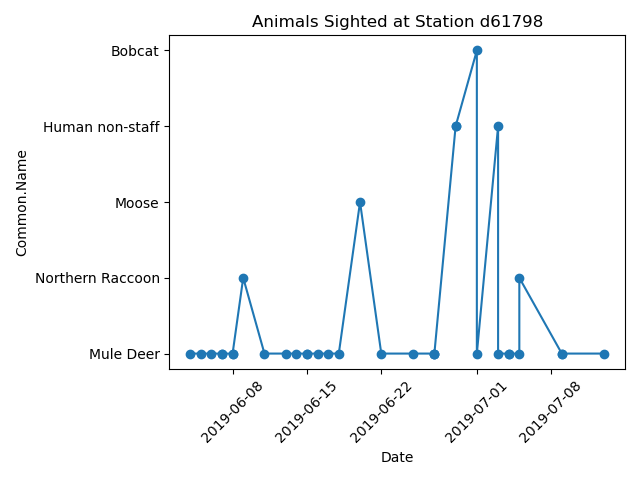 Animals Sighted at Station d61798
Bobcat
Human non-staff
Moose
Northern Raccoon
Mule Deer
Common.Name
2019-06-08
2019-06-15
2019-06-22
2019-07-01
2019-07-08
Date